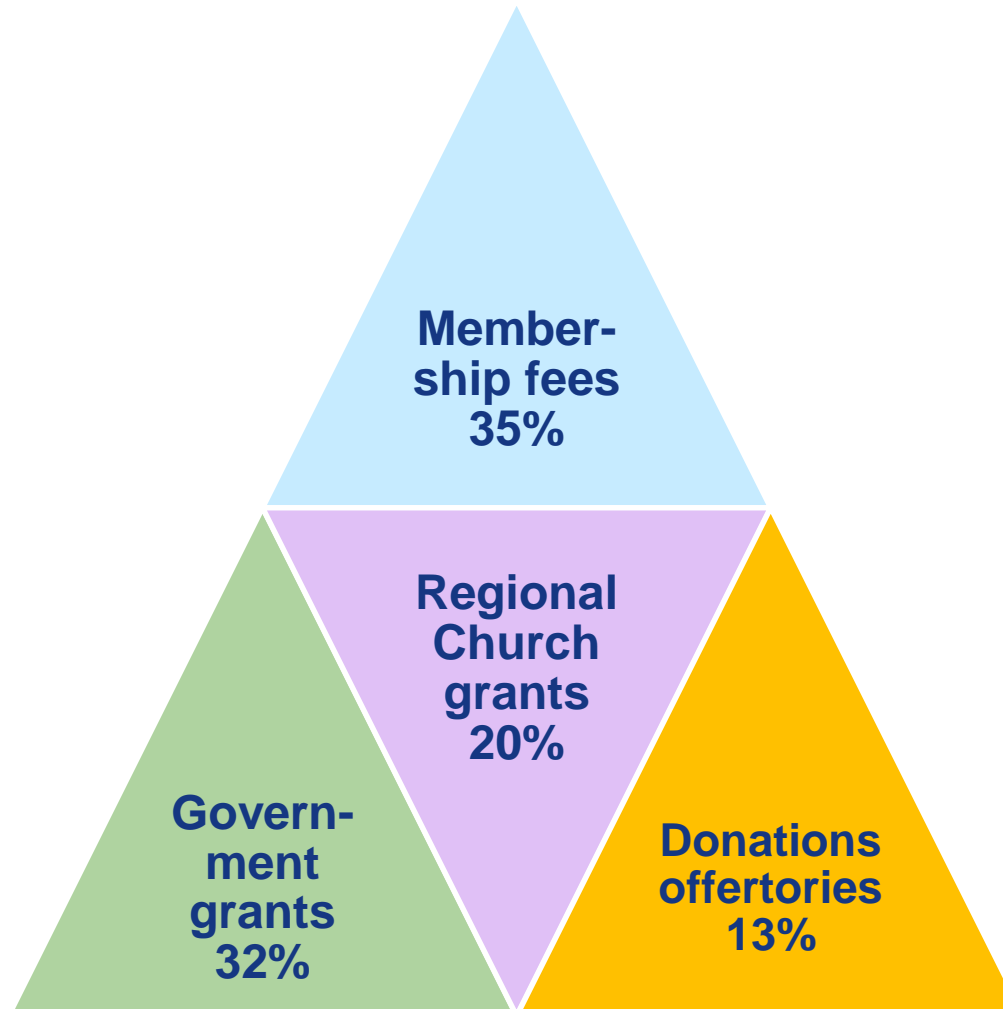 Member-
ship fees
35%
Regional
Church
grants
20%
Govern-
ment
grants
32%
Donations
offertories
13%